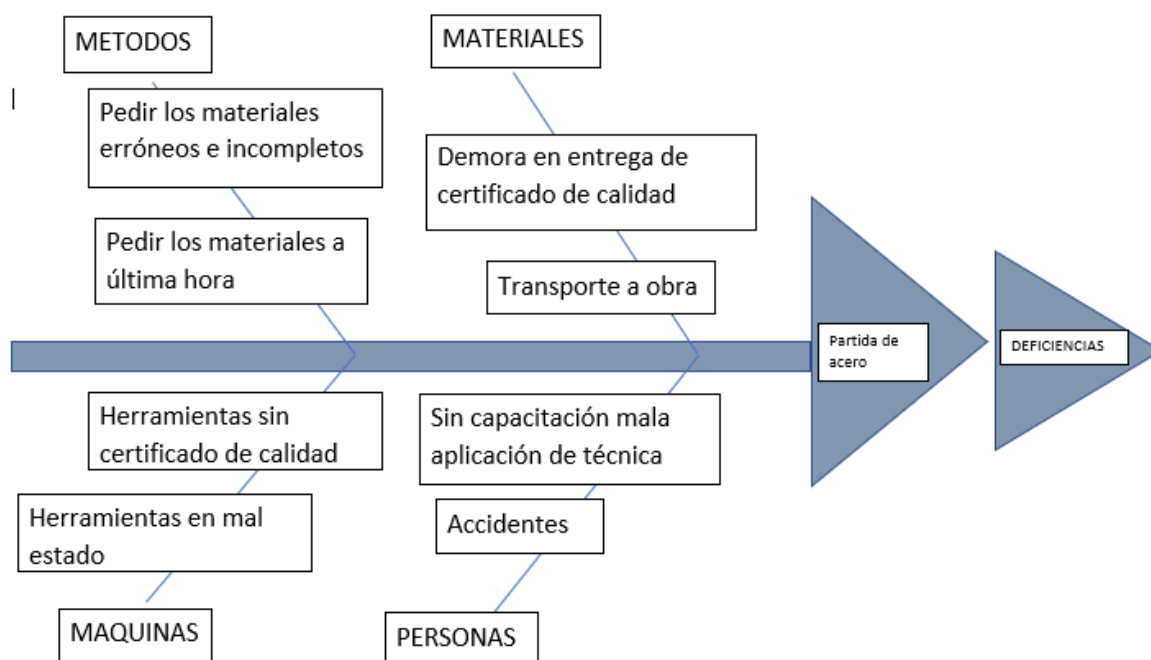 METODOS
Pedir los materiales
erróneos e incompletos
Pedir los materiales a
última hora
MATERIALES
Demora en entrega de
certificado de calidad
Transporte a obra
Partida de
acero
DEFICIENCIAS
Herramientas sin
certificado de calidad
Herramientas en mal
estado
MAQUINAS
Sin capacitación mala
aplicación de técnica
Accidentes
PERSONAS